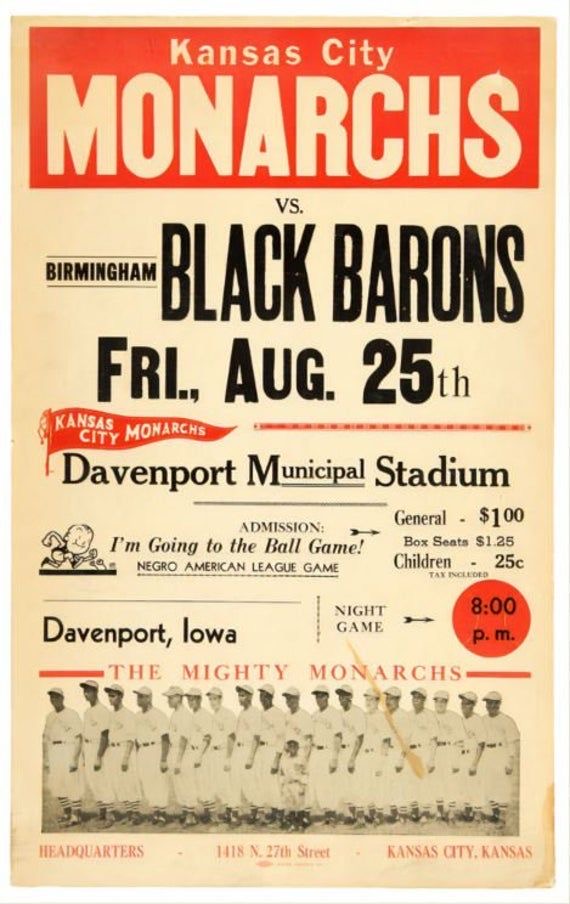 Kansas City
MONARCHS
VS.
BIRMINGHAM BLACK BARONS
FRI., AUG. 25th
KANSAS
CITY MONARCHS
Davenport Municipal Stadium
ADMISSION:
I'm Going to the Ball Game!
NEGRO AMERICAN LEAGUE GAME
General - $1.00
Box Seats $1.25
Children - 25c
TAX INCLUDED
Davenport, Iowa
NIGHT
GAME
8:00
p. m.
THE MIGHTY MONARCHS
HEADQUARTERS - 1418 N. 27th Street - KANSAS CITY, KANSAS